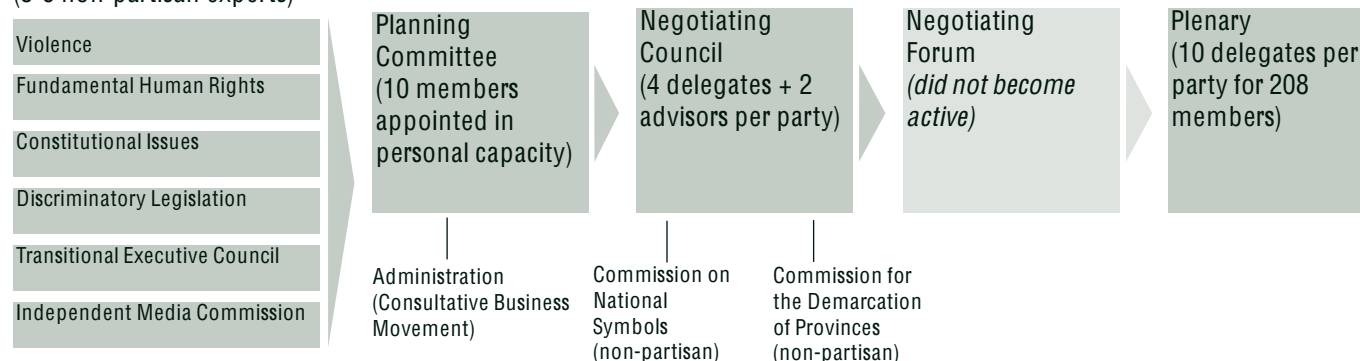 non-partisan experts)
Violence
Fundamental Human Rights
Constitutional Issues
Discriminatory Legislation
Transitional Executive Council
Independent Media Commission
Planning
Committee
(10 members
appointed in
personal capacity)
Administration
(Consultative Business
Movement)
Negotiating
Council
(4 delegates + 2
advisors per party)
Commission on
National
Symbols
(non-partisan)
Commission for
the Demarcation
of Provinces
(non-partisan)
Negotiating
Forum
(did not become
active)
Plenary
(10 delegates per
party for 208
members)